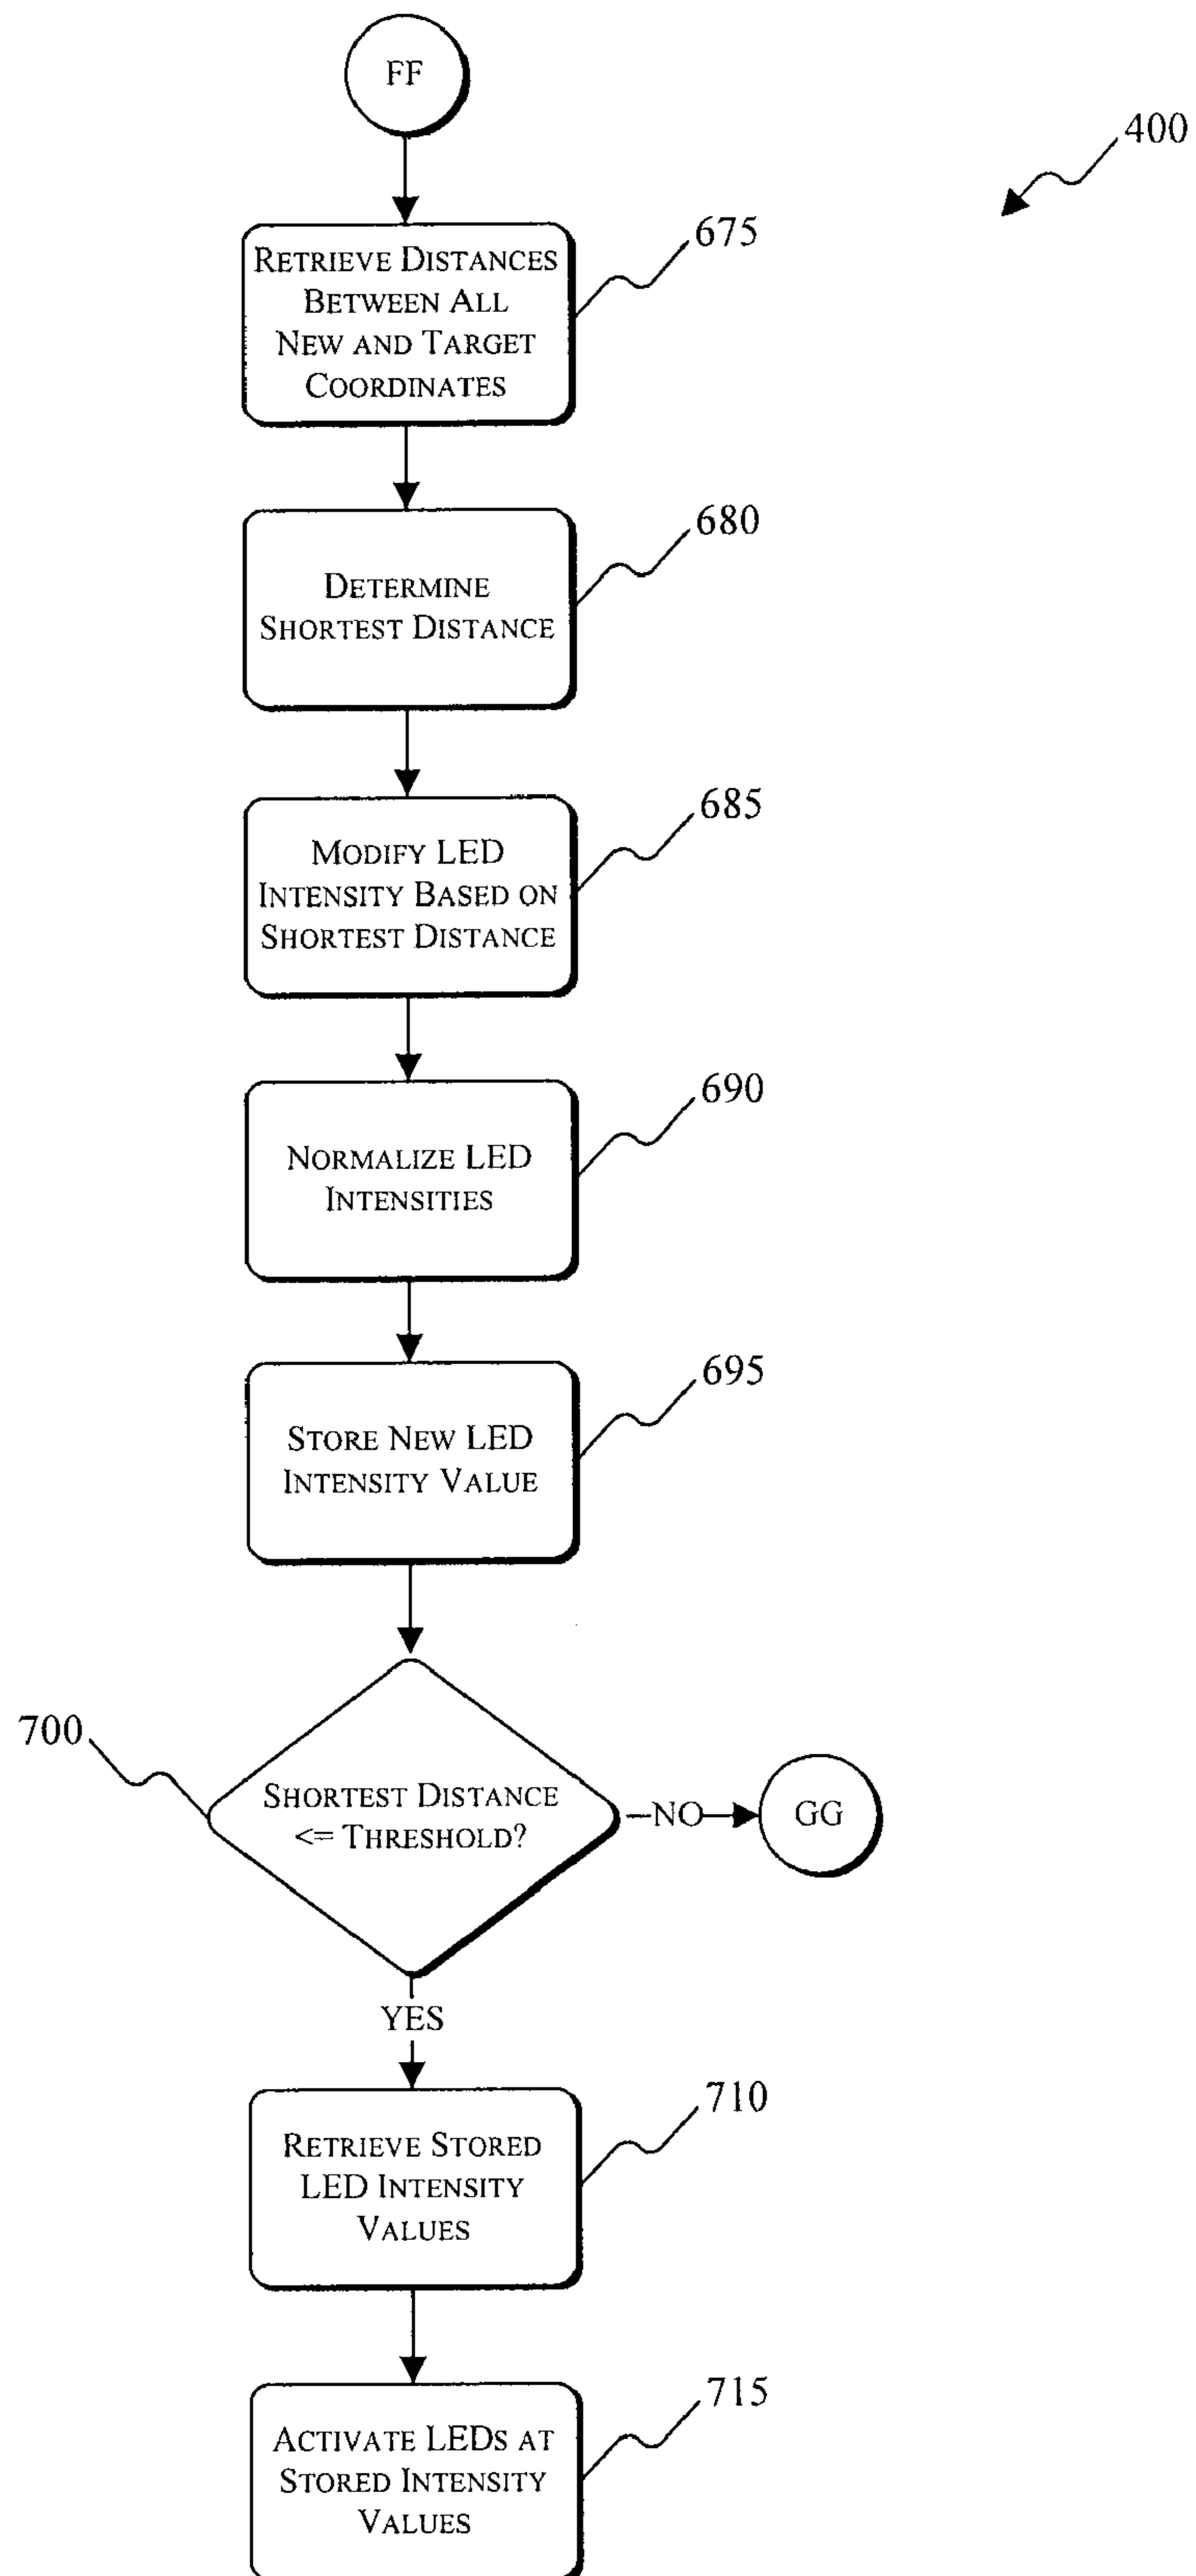 FF
400
675
RETRIEVE DISTANCES
BETWEEN ALL
NEW AND TARGET
COORDINATES
680
DETERMINE
SHORTEST DISTANCE
685
MODIFY LED
INTENSITY BASED ON
SHORTEST DISTANCE
690
NORMALIZE LED
INTENSITIES
695
STORE NEW LED
INTENSITY VALUE
700
SHORTEST DISTANCE
<= THRESHOLD?
NO
GG
YES
710
RETRIEVE STORED
LED INTENSITY
VALUES
715
ACTIVATE LEDS AT
STORED INTENSITY
VALUES